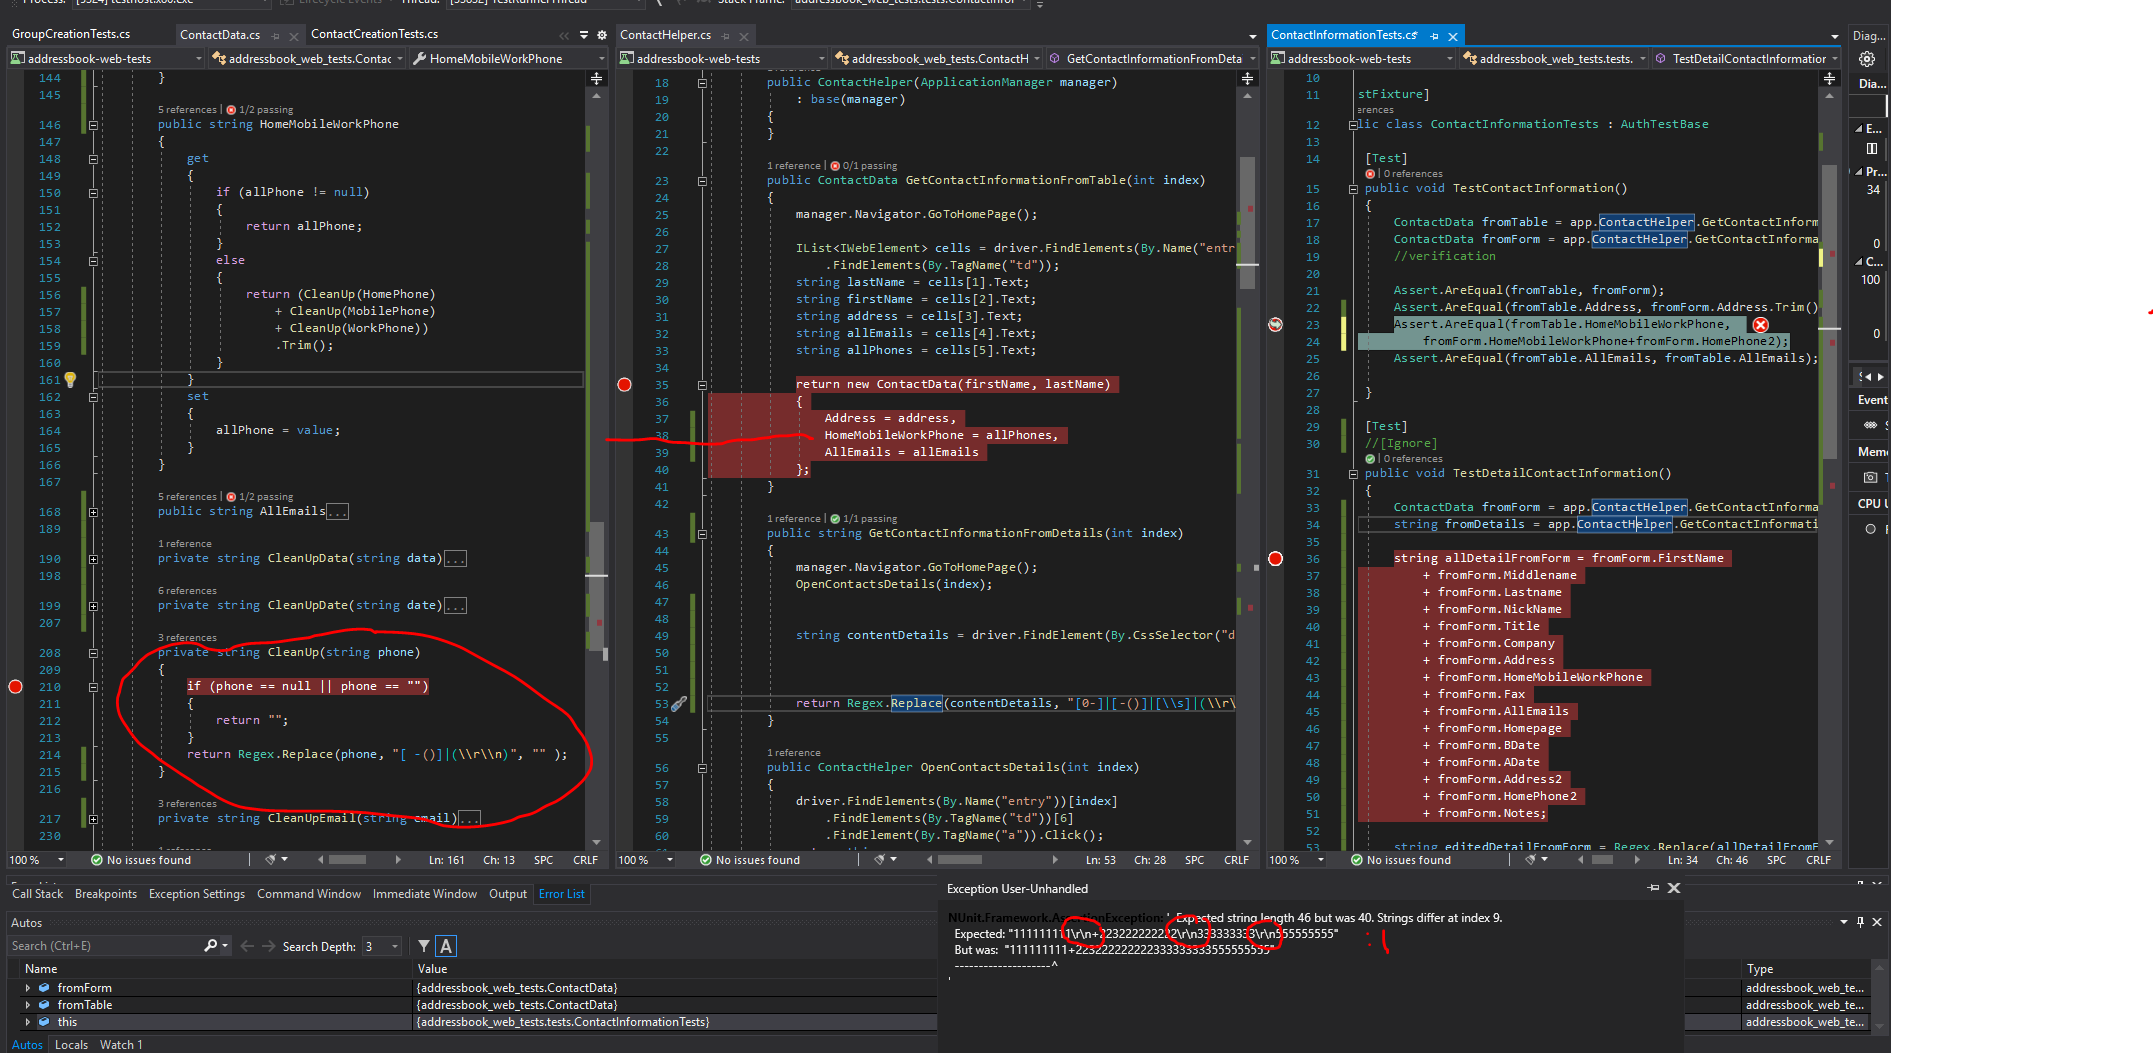 GroupCreationTests.cs
ContactData.cs
ContactCreationTests.cs
addressbook-web-tests
addressbook_web_tests.Contac
HomeMobileWorkPhone
144 }
145
5 references | 1/2 passing
146 public string HomeMobileWorkPhone
147 {
148 get
149 {
150 if (allPhone != null)
151 {
152 return allPhone;
153 }
154 else
155 {
156 return (CleanUp(HomePhone)
157 + CleanUp(MobilePhone)
158 + CleanUp(WorkPhone))
159 .Trim();
160 }
161 }
162 set
163 {
164 allPhone = value;
165 }
166 }
167
5 references | 1/2 passing
168 public string AllEmails...
189
1 reference
190 private string CleanUpData(string data)...
198
6 references
199 private string CleanUpDate(string date)...
207
3 references
208 private string CleanUp(string phone)
209 {
210 if (phone == null || phone == "")
211 {
212 return "";
213 }
214 return Regex.Replace(phone, "[ -()]|(\\r\\n)", "" );
215 }
216
3 references
217 private string CleanUpEmail(string email)...
230
100 % No issues found Ln: 161 Ch: 13 SPC CRLF
ContactHelper.cs
addressbook-web-tests
addressbook_web_tests.ContactH
GetContactInformationFromDeta
18 public ContactHelper(ApplicationManager manager)
19 : base(manager)
20 {
21 }
22
1 reference | 0/1 passing
23 public ContactData GetContactInformationFromTable(int index)
24 {
25 manager.Navigator.GoToHomePage();
26
27 IList<IWebElement> cells = driver.FindElements(By.Name("entr
28 .FindElements(By.TagName("td"));
29 string lastName = cells[1].Text;
30 string firstName = cells[2].Text;
31 string address = cells[3].Text;
32 string allEmails = cells[4].Text;
33 string allPhones = cells[5].Text;
34
35 return new ContactData(firstName, lastName)
36 {
37 Address = address,
38 HomeMobileWorkPhone = allPhones,
39 AllEmails = allEmails
40 };
41 }
42
1 reference | 1/1 passing
43 public string GetContactInformationFromDetails(int index)
44 {
45 manager.Navigator.GoToHomePage();
46 OpenContactsDetails(index);
47
48
49 string contentDetails = driver.FindElement(By.CssSelector("d
50
51
52
53 return Regex.Replace(contentDetails, "[0-]|[-()]|[\\s]|(\\r\
54 }
55
1 reference
56 public ContactHelper OpenContactsDetails(int index)
57 {
58 driver.FindElements(By.Name("entry"))[index]
59 .FindElements(By.TagName("td"))[6]
60 .FindElement(By.TagName("a")).Click();
100 % No issues found Ln: 53 Ch: 28 SPC CRLF
ContactInformationTests.cs*
addressbook-web-tests
addressbook_web_tests.tests.
TestDetailContactInformation
10
11 stFixture]
erences
12 lic class ContactInformationTests : AuthTestBase
13
14 [Test]
| 0 references
15 public void TestContactInformation()
16 {
17 ContactData fromTable = app.ContactHelper.GetContactInform
18 ContactData fromForm = app.ContactHelper.GetContactInforma
19 //verification
20
21 Assert.AreEqual(fromTable, fromForm);
22 Assert.AreEqual(fromTable.Address, fromForm.Address.Trim()
23 Assert.AreEqual(fromTable.HomeMobileWorkPhone,
24 fromForm.HomeMobileWorkPhone+fromForm.HomePhone2);
25 Assert.AreEqual(fromTable.AllEmails, fromTable.AllEmails);
26
27 }
28
29 [Test]
30 //[Ignore]
| 0 references
31 public void TestDetailContactInformation()
32 {
33 ContactData fromForm = app.ContactHelper.GetContactInforma
34 string fromDetails = app.ContactHelper.GetContactInformati
35
36 string allDetailFromForm = fromForm.FirstName
37 + fromForm.Middlename
38 + fromForm.Lastname
39 + fromForm.NickName
40 + fromForm.Title
41 + fromForm.Company
42 + fromForm.Address
43 + fromForm.HomeMobileWorkPhone
44 + fromForm.Fax
45 + fromForm.AllEmails
46 + fromForm.Homepage
47 + fromForm.BDate
48 + fromForm.ADate
49 + fromForm.Address2
50 + fromForm.HomePhone2
51 + fromForm.Notes;
52
53 string editedDetailFromForm = Regex.Replace(allDetailFromF
100 % No issues found Ln: 34 Ch: 46 SPC CRLF
Diag...
Dia...
E...
Pr...
34
0
C...
100
0
Event
Mem
CPU U
Call Stack Breakpoints Exception Settings Command Window Immediate Window Output Error List
Autos
Search (Ctrl+E) Search Depth: 3 A
Name Value Type
fromForm {addressbook_web_tests.ContactData} addressbook_web_te...
fromTable {addressbook_web_tests.ContactData} addressbook_web_te...
this {addressbook_web_tests.tests.ContactInformationTests} addressbook_web_te...
Autos Locals Watch 1
Exception User-Unhandled
NUnit.Framework.AssertionException: ' Expected string length 46 but was 40. Strings differ at index 9.
Expected: "111111111\r\n+223222222222\r\n333333333\r\n555555555"
But was: "111111111+223222222222333333333555555555"
--------------------^
'